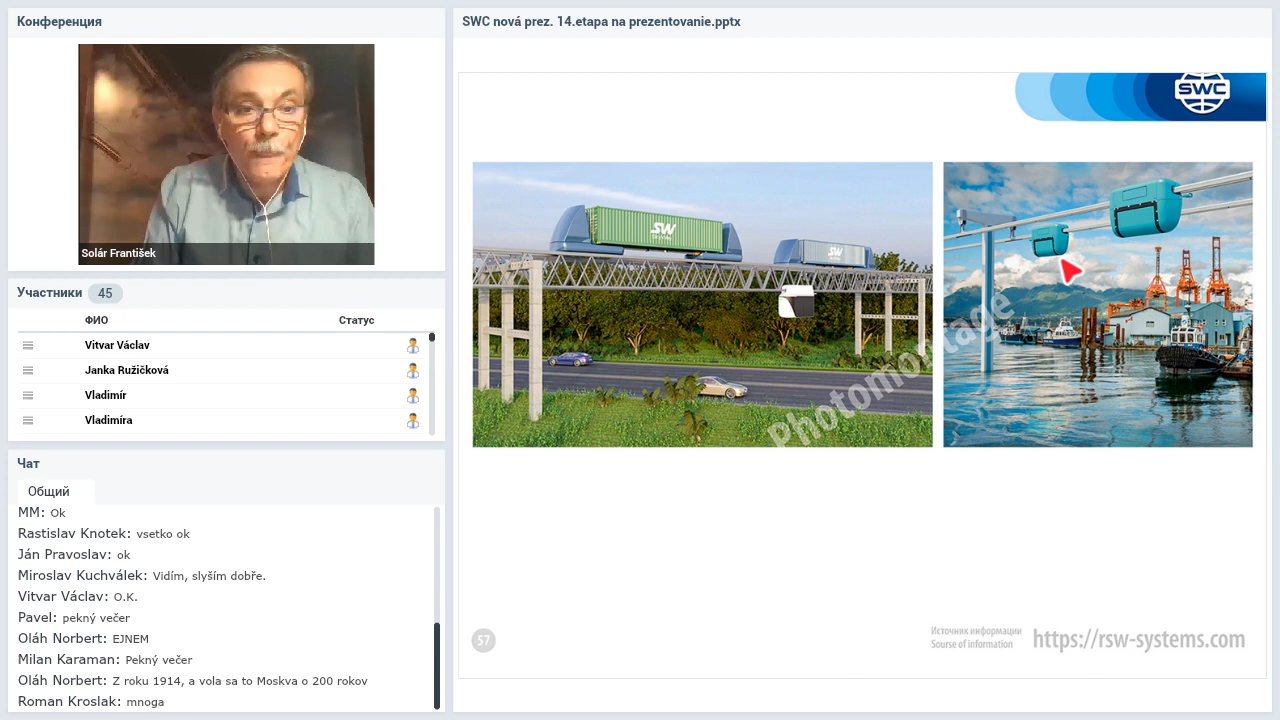 Конференция
Solár František
Участники 45
ФИО Статус
Vitvar Václav
Janka Ružičková
Vladimír
Vladimíra
Чат
Общий
MM: Ok
Rastislav Knotek: vsetko ok
Ján Pravoslav: ok
Miroslav Kuchválek: Vidím, slyším dobře.
Vitvar Václav: O.K.
Pavel: pekný večer
Oláh Norbert: EJNEM
Milan Karaman: Pekný večer
Oláh Norbert: Z roku 1914, a vola sa to Moskva o 200 rokov
Roman Kroslak: mnoga
SWC nová prez. 14.etapa na prezentovanie.pptx
SWC
SW
SW
Photomontage
57
Источник информации
Sourse of information
https://rsw-systems.com